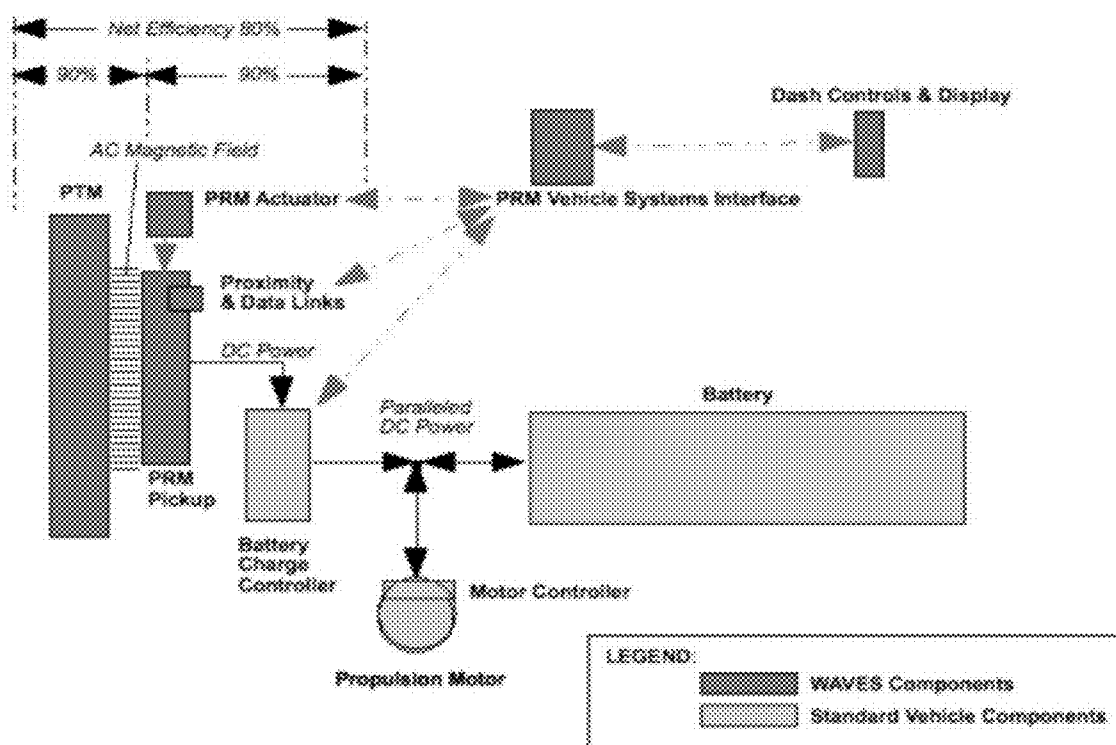 Net Efficiency 80%
90%
90%
Dash Controls & Display
AC Magnetic Field
PTM
PRM Actuator
PRM Vehicle Systems Interface
Proximity
& Data Links
DC Power
Paralleled
DC Power
Battery
PRM
Pickup
Battery
Charge
Controller
Motor Controller
Propulsion Motor
LEGEND:
WAVES Components
Standard Vehicle Components